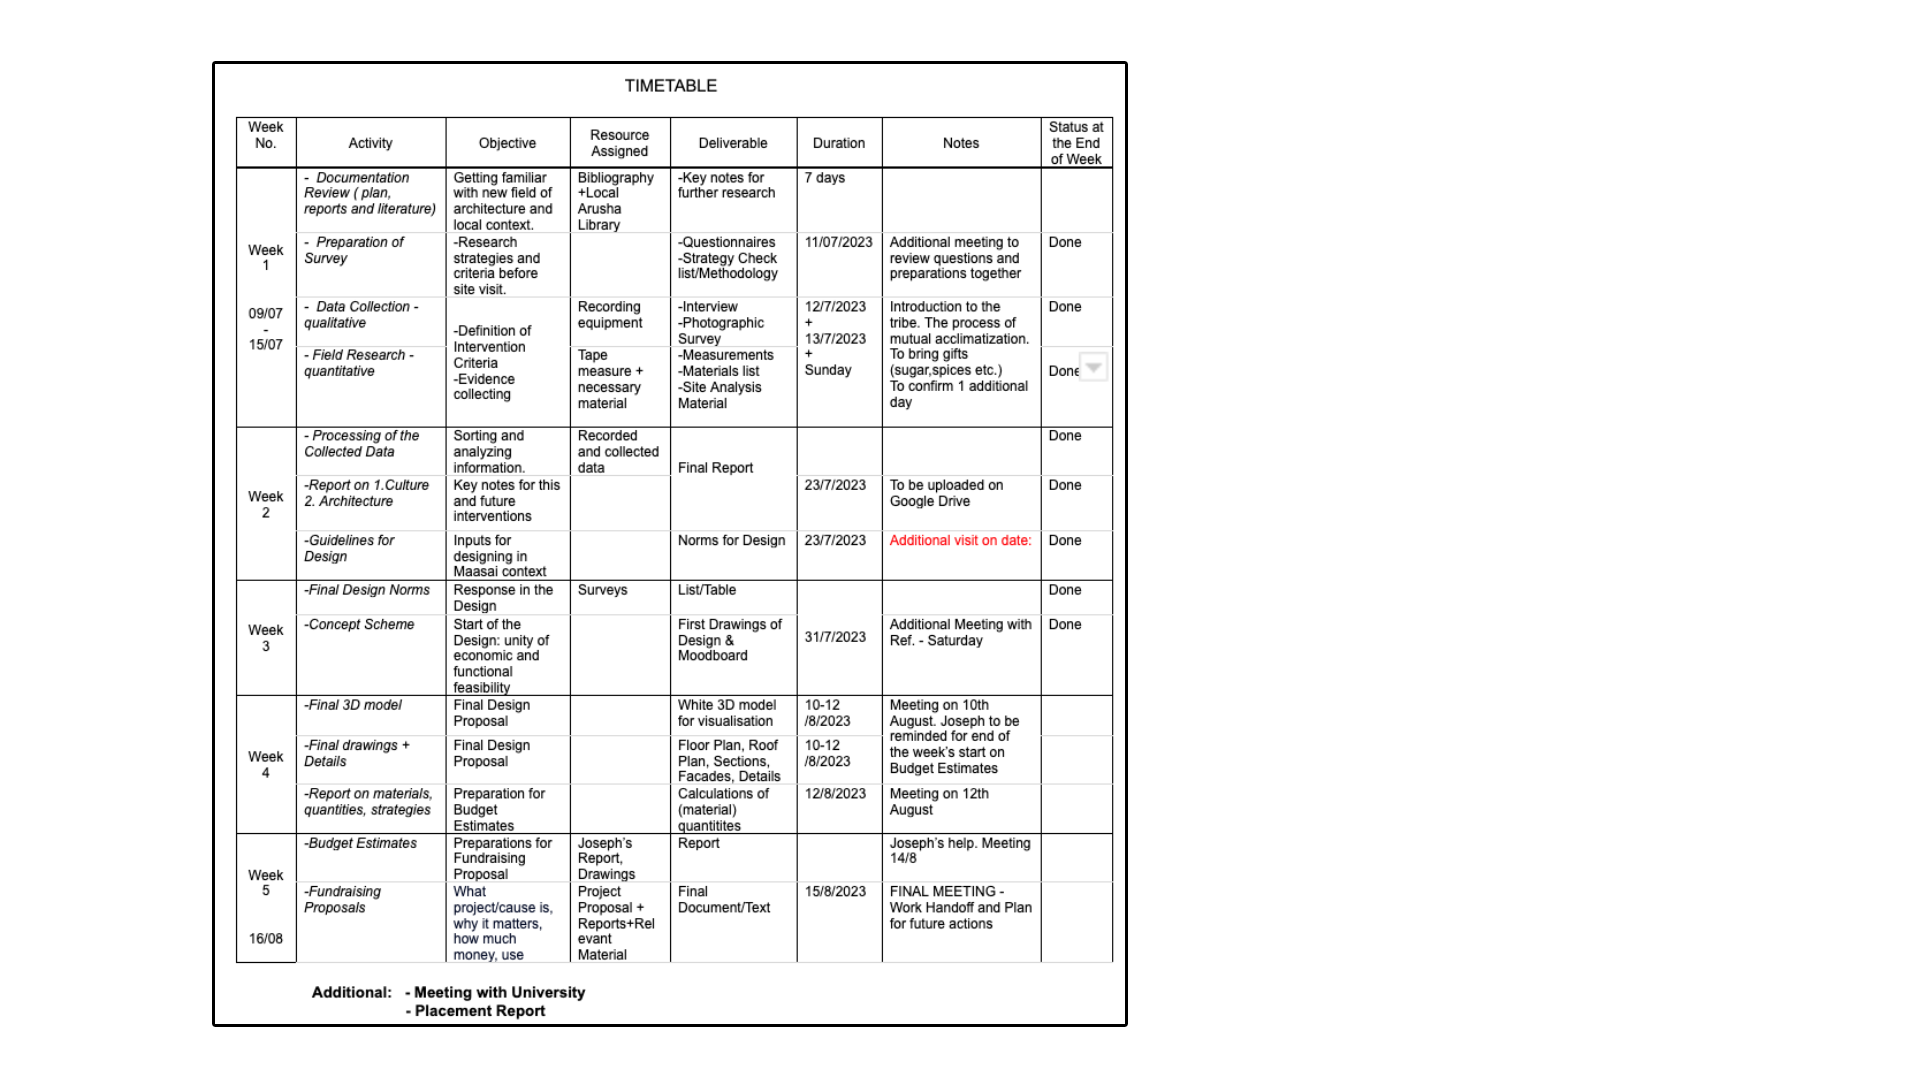 TIMETABLE
Week
No.
Activity
Objective
Resource
Assigned
Deliverable
Duration
Notes
Status at
the End
of Week
Week
1
09/07
-
15/07
- Documentation
Review ( plan,
reports and literature)
Getting familiar
with new field of
architecture and
local context.
Bibliography
+Local
Arusha
Library
-Key notes for
further research
7 days
- Preparation of
Survey
-Research
strategies and
criteria before
site visit.
-Questionnaires
-Strategy Check
list/Methodology
11/07/2023
Additional meeting to
review questions and
preparations together
Done
- Data Collection -
qualitative
-Definition of
Intervention
Criteria
-Evidence
collecting
Recording
equipment
-Interview
-Photographic
Survey
12/7/2023
+
13/7/2023
+
Sunday
Introduction to the
tribe. The process of
mutual acclimatization.
To bring gifts
(sugar,spices etc.)
To confirm 1 additional
day
Done
- Field Research -
quantitative
Tape
measure +
necessary
material
-Measurements
-Materials list
-Site Analysis
Material
Done
Week
2
- Processing of the
Collected Data
Sorting and
analyzing
information.
Recorded
and collected
data
Final Report
Done
-Report on 1.Culture
2. Architecture
Key notes for this
and future
interventions
23/7/2023
To be uploaded on
Google Drive
Done
-Guidelines for
Design
Inputs for
designing in
Maasai context
Norms for Design
23/7/2023
Additional visit on date:
Done
Week
3
-Final Design Norms
Response in the
Design
Surveys
List/Table
Done
-Concept Scheme
Start of the
Design: unity of
economic and
functional
feasibility
First Drawings of
Design &
Moodboard
31/7/2023
Additional Meeting with
Ref. - Saturday
Done
Week
4
-Final 3D model
Final Design
Proposal
White 3D model
for visualisation
10-12
/8/2023
Meeting on 10th
August. Joseph to be
reminded for end of
the week's start on
Budget Estimates
-Final drawings +
Details
Final Design
Proposal
Floor Plan, Roof
Plan, Sections,
Facades, Details
10-12
/8/2023
-Report on materials,
quantities, strategies
Preparation for
Budget
Estimates
Calculations of
(material)
quantitites
12/8/2023
Meeting on 12th
August
Week
5
16/08
-Budget Estimates
Preparations for
Fundraising
Proposal
Joseph's
Report,
Drawings
Report
Joseph's help. Meeting
14/8
-Fundraising
Proposals
What
project/cause is,
why it matters,
how much
money, use
Project
Proposal +
Reports+Rel
evant
Material
Final
Document/Text
15/8/2023
FINAL MEETING -
Work Handoff and Plan
for future actions
Additional: - Meeting with University
- Placement Report